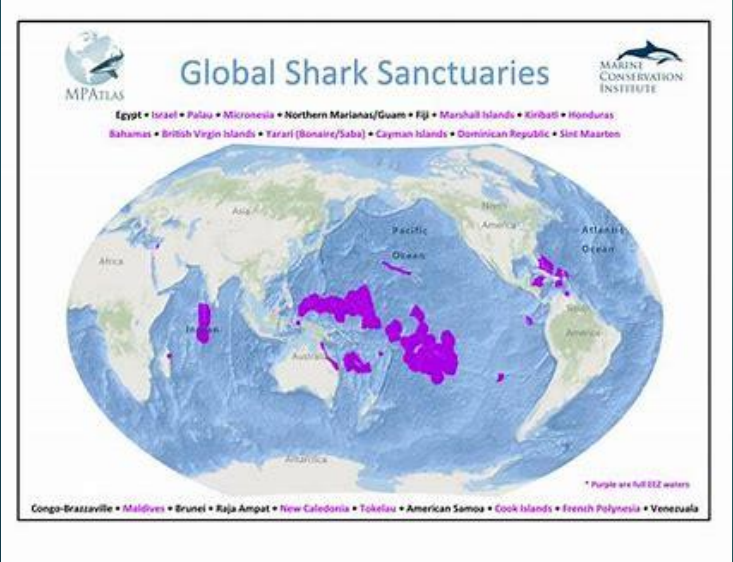 MPAtlas
Global Shark Sanctuaries
Marine
Conservation
Institute
Egypt • Israel • Palau • Micronesia • Northern Marianas/Guam • Fiji • Marshall Islands • Kiribati • Honduras
Bahamas • British Virgin Islands • Yarari (Bonaire/Saba) • Cayman Islands • Dominican Republic • Sint Maarten
Asia
North
America
Pacific
Ocean
Atlantic
Ocean
Africa
South
America
Australia
Antarctica
* Purple are full EEZ waters
Congo-Brazzaville • Maldives • Brunei • Raja Ampat • New Caledonia • Tokelau • American Samoa • Cook Islands • French Polynesia • Venezuala